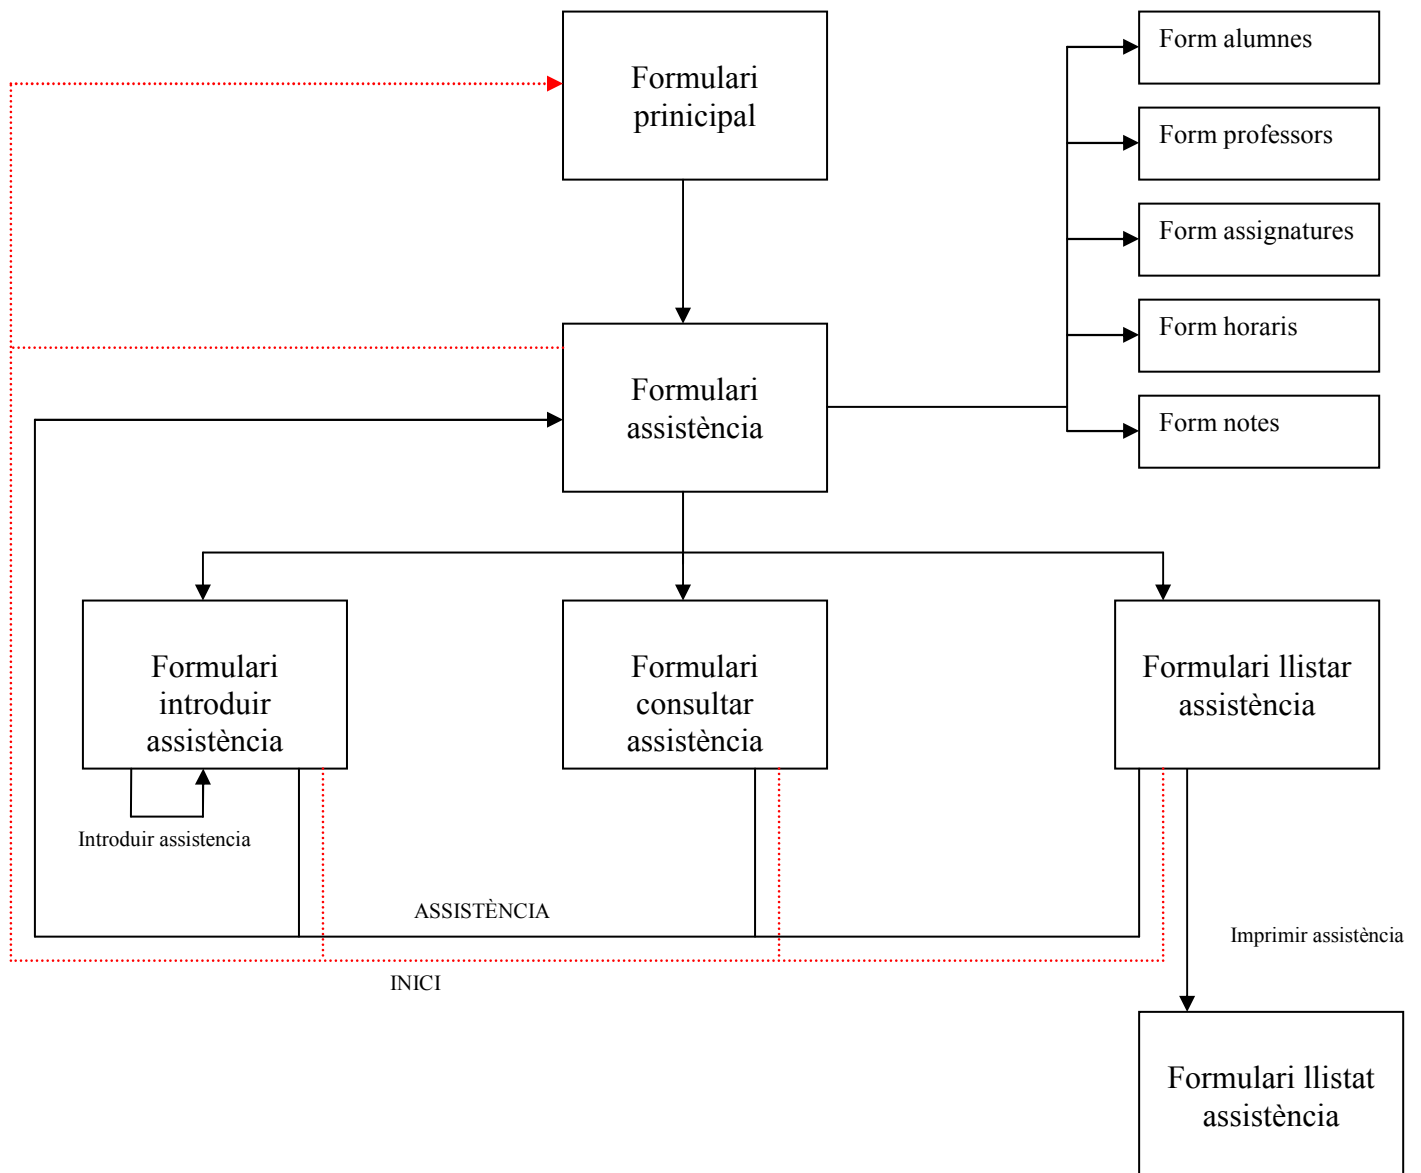 Formulari
prinicipal
Form alumnes
Form professors
Form assignatures
Form horaris
Form notes
Formulari
assistència
Formulari
introduir
assistència
Formulari
consultar
assistència
Formulari llistar
assistència
Introduir assistencia
ASSISTÈNCIA
Imprimir assistència
INICI
Formulari llistat
assistència